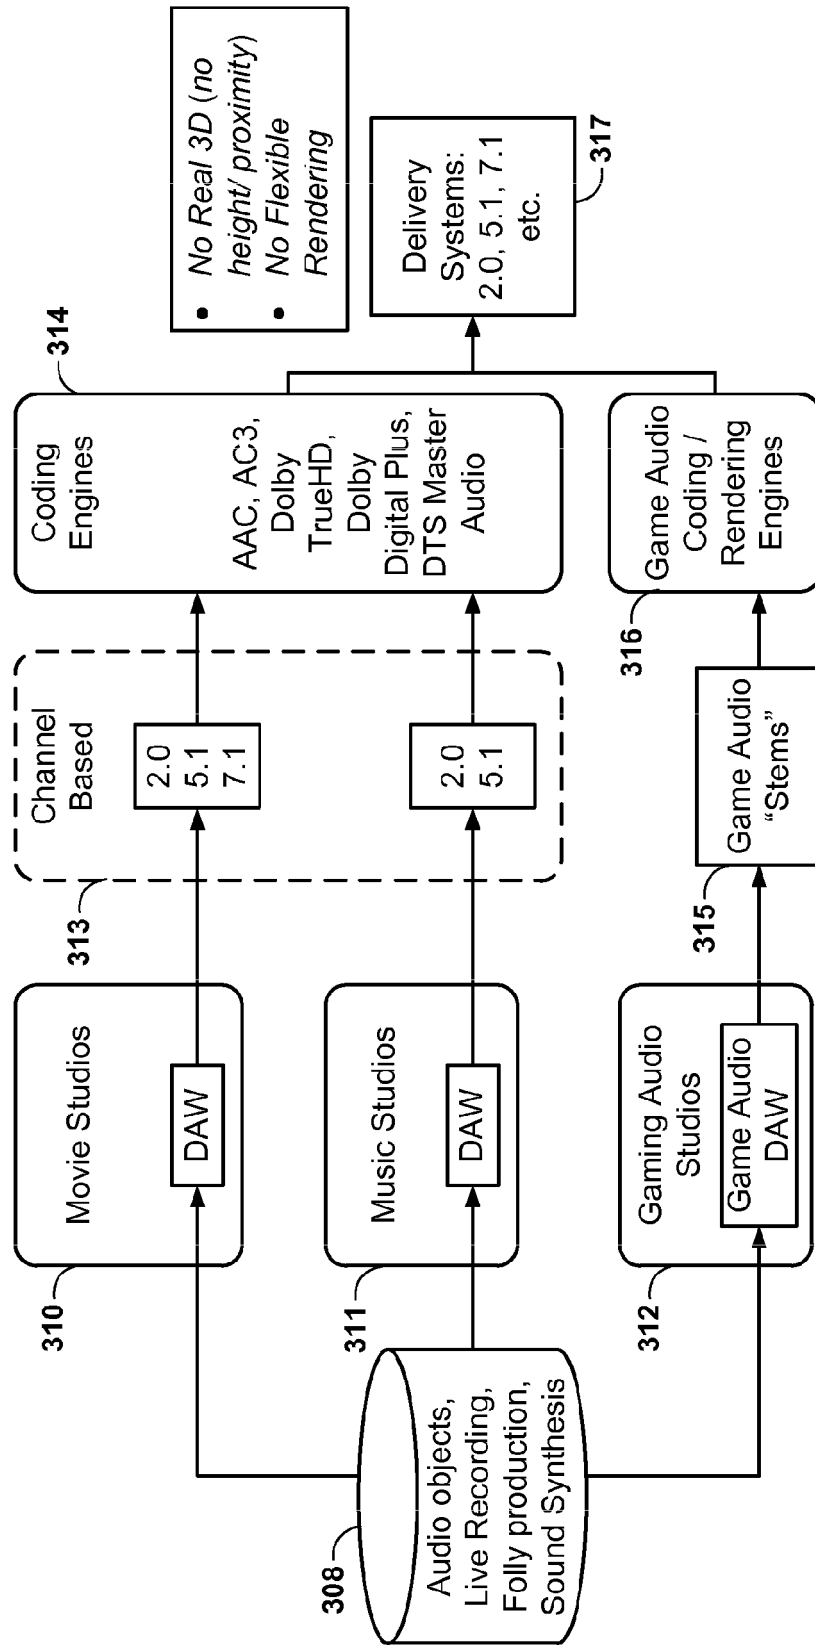 308
Audio objects,
Live Recording,
Folly production,
Sound Synthesis
310
Movie Studios
DAW
311
Music Studios
DAW
312
Gaming Audio
Studios
Game Audio
DAW
313
Channel
Based
2.0
5.1
7.1
2.0
5.1
315
Game Audio
“Stems”
314
Coding
Engines
AAC, AC3,
Dolby
TrueHD,
Dolby
Digital Plus,
DTS Master
Audio
316
Game Audio
Coding /
Rendering
Engines
• No Real 3D (no
height/ proximity)
• No Flexible
Rendering
Delivery
Systems:
2.0, 5.1, 7.1
etc.
317